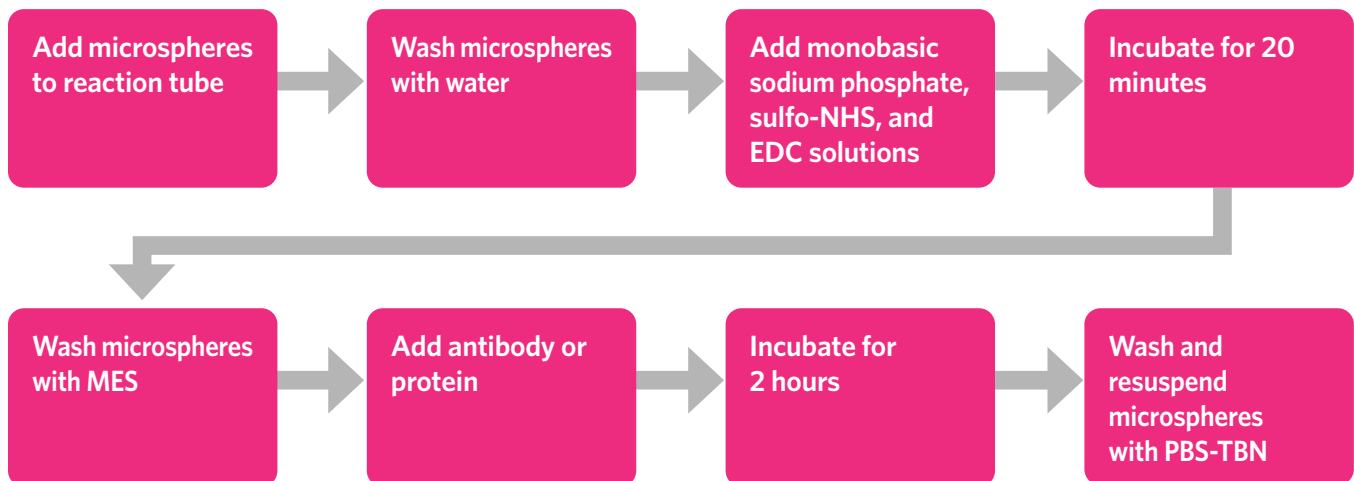 Add microspheres
to reaction tube
Wash microspheres
with water
Add monobasic
sodium phosphate,
sulfo-NHS, and
EDC solutions
Incubate for 20
minutes
Wash microspheres
with MES
Add antibody or
protein
Incubate for
2 hours
Wash and
resuspend
microspheres
with PBS-TBN